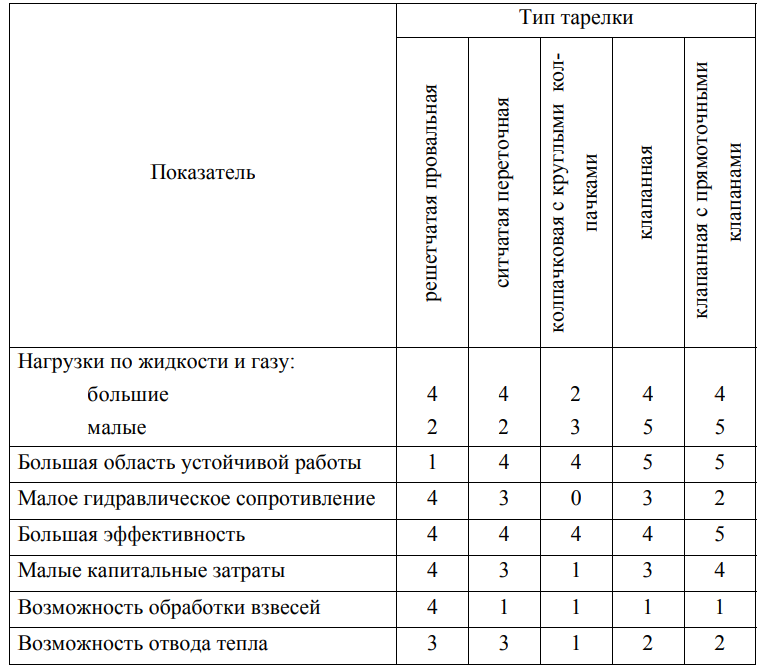 Показатель
Тип тарелки
решетчатая провальная
ситчатая переточная
колпачковая с круглыми кол-
пачками
клапанная
клапанная с прямоточными
клапанами
Нагрузки по жидкости и газу:
большие 4 4 2 4 4
малые 2 2 3 5 5
Большая область устойчивой работы 1 4 4 5 5
Малое гидравлическое сопротивление 4 3 0 3 2
Большая эффективность 4 4 4 4 5
Малые капитальные затраты 4 3 1 3 4
Возможность обработки взвесей 4 1 1 1 1
Возможность отвода тепла 3 3 1 2 2